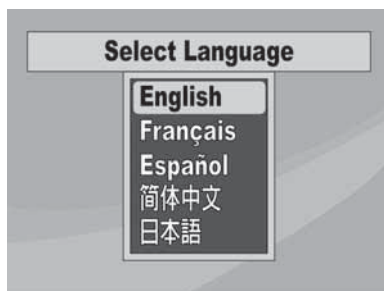 Select Language
English
Français
Español
简体中文
日本語